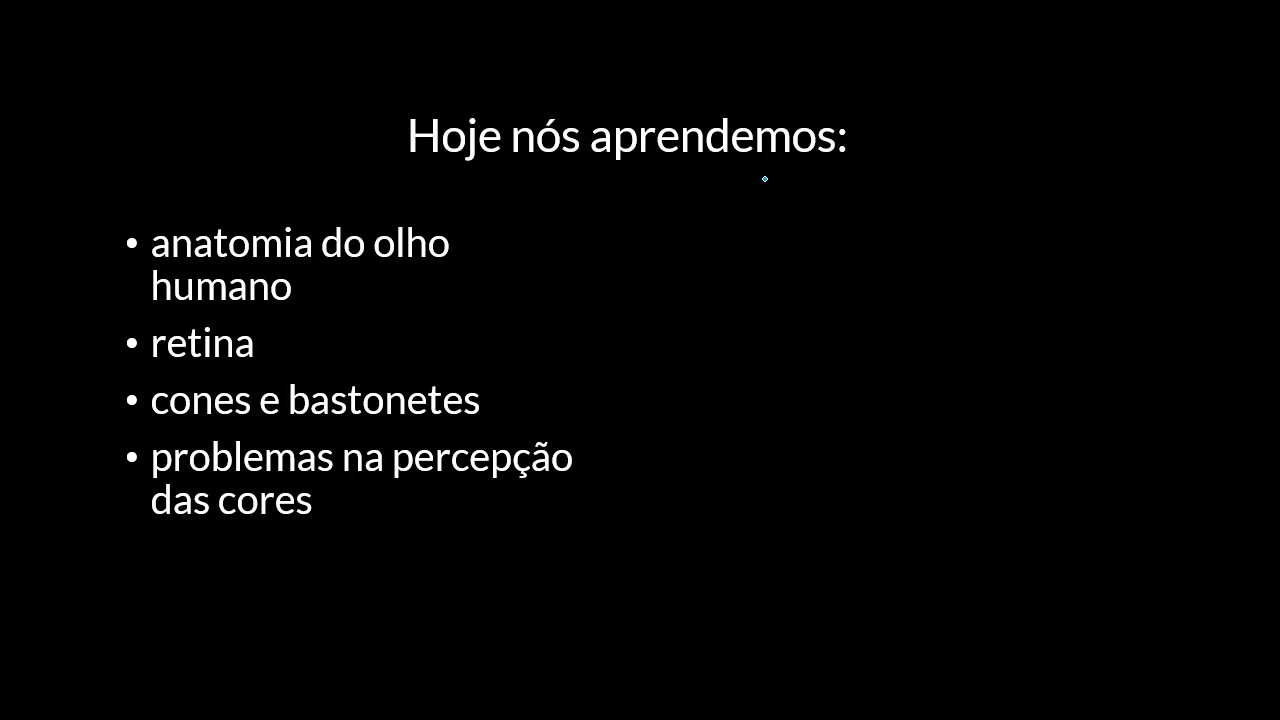 Hoje nós aprendemos:
• anatomia do olho
humano
• retina
• cones e bastonetes
• problemas na percepção
das cores